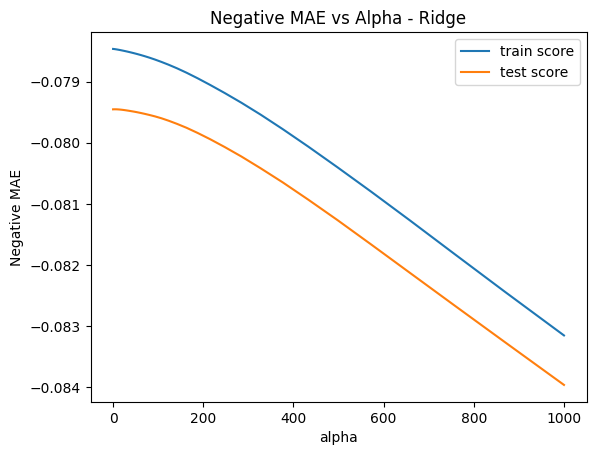 Negative MAE vs Alpha - Ridge
train score
test score
−0.079
−0.080
−0.081
−0.082
−0.083
−0.084
Negative MAE
0 200 400 600 800 1000
alpha